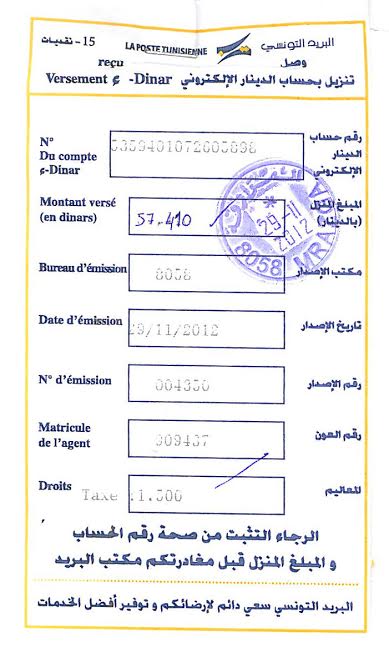 15 - نقديات
LA POSTE TUNISIENNE
البريد التونسي
reçu
وصل
Versement e -Dinar
تنزيل بحساب الدينار الإلكتروني
N°
Du compte
e-Dinar
5359401072605898
رقم حساب
الدينار
الإلكتروني
Montant versé
(en dinars)
57.410
المبلغ المنزل
(بالدينار)
29-11
2012
8058
Bureau d'émission
8058
مكتب الإصدار
Date d'émission
29/11/2012
تاريخ الإصدار
N° d'émission
004350
رقم الإصدار
Matricule
de l'agent
309437
رقم العون
Droits
Taxe :1.500
المعاليم
الرجاء التثبت من صحة رقم الحساب
و المبلغ المنزل قبل مغادرتكم مكتب البريد
البريد التونسي سعي دائم لإرضائكم و توفير أفضل الخدمات